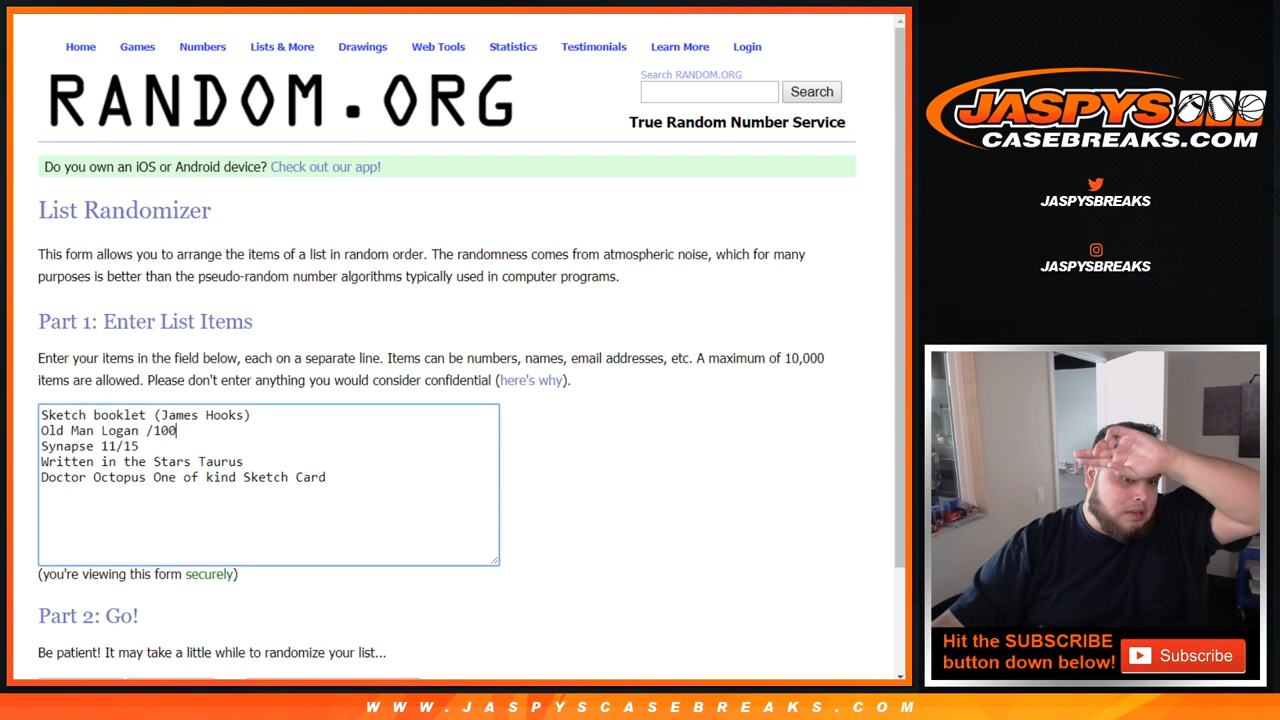 Home Games Numbers Lists & More Drawings Web Tools Statistics Testimonials Learn More Login
RANDOM.ORG
Search RANDOM.ORG
Search
True Random Number Service
Do you own an iOS or Android device? Check out our app!
List Randomizer
This form allows you to arrange the items of a list in random order. The randomness comes from atmospheric noise, which for many
purposes is better than the pseudo-random number algorithms typically used in computer programs.
Part 1: Enter List Items
Enter your items in the field below, each on a separate line. Items can be numbers, names, email addresses, etc. A maximum of 10,000
items are allowed. Please don't enter anything you would consider confidential (here's why).
Sketch booklet (James Hooks)
Old Man Logan /100
Synapse 11/15
Written in the Stars Taurus
Doctor Octopus One of kind Sketch Card
(you're viewing this form securely)
Part 2: Go!
Be patient! It may take a little while to randomize your list...
JASPYS
CASEBREAKS.COM
JASPYSBREAKS
JASPYSBREAKS
Hit the SUBSCRIBE
button down below!
Subscribe
WWW.JASPYSCASEBREAKS.COM